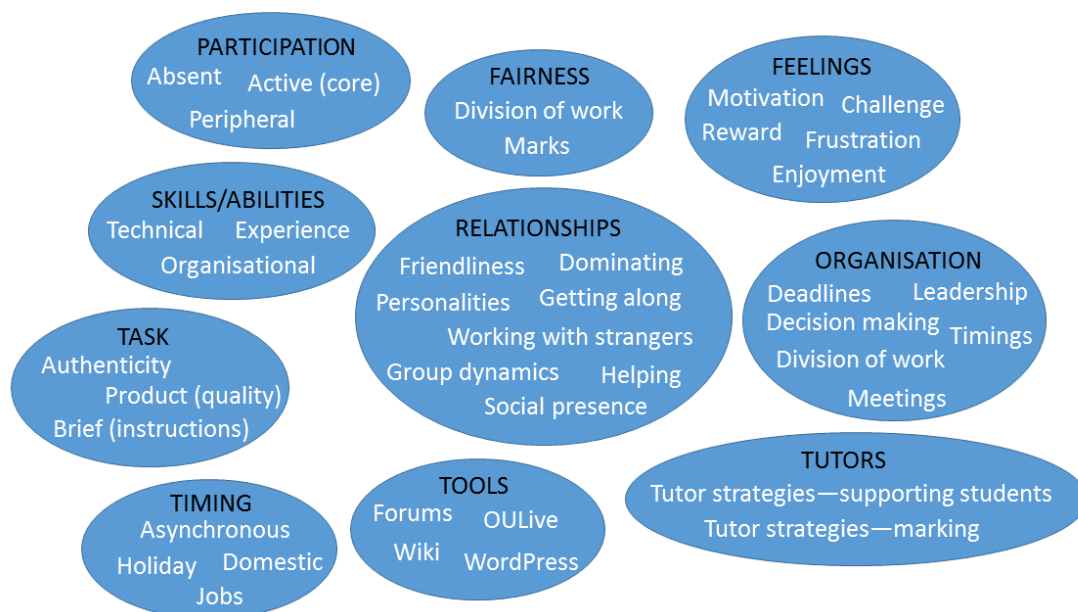 PARTICIPATION
Absent Active (core)
Peripheral
FAIRNESS
Division of work
Marks
FEELINGS
Motivation Challenge
Reward Frustration
Enjoyment
SKILLS/ABILITIES
Technical Experience
Organisational
RELATIONSHIPS
Friendliness Dominating
Personalities Getting along
Working with strangers
Group dynamics Helping
Social presence
ORGANISATION
Deadlines Leadership
Decision making Timings
Division of work
Meetings
TASK
Authenticity
Product (quality)
Brief (instructions)
TIMING
Asynchronous
Holiday Domestic
Jobs
TOOLS
Forums OULive
Wiki WordPress
TUTORS
Tutor strategies—supporting students
Tutor strategies—marking